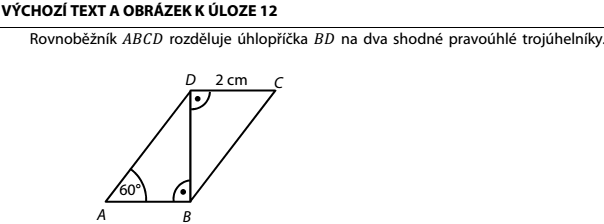 VÝCHOZÍ TEXT A OBRÁZEK K ÚLOZE 12
Rovnoběžník ABCD rozděluje úhlopříčka BD na dva shodné pravoúhlé trojúhelníky.
D 2 cm C
60°
A B